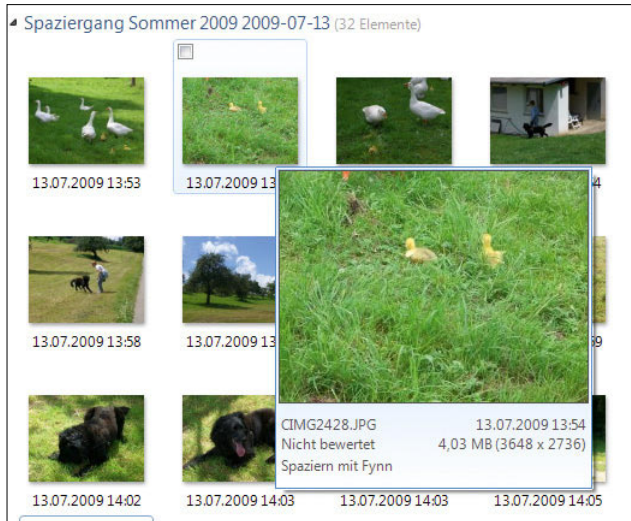 Spaziergang Sommer 2009 2009-07-13 (32 Elemente)
13.07.2009 13:53
13.07.2009 13
4
13.07.2009 13:58
13.07.2009 13
9
CIMG2428.JPG 13.07.2009 13:54
Nicht bewertet 4,03 MB (3648 x 2736)
Spaziern mit Fynn
13.07.2009 14:02
13.07.2009 14:03
13.07.2009 14:03
13.07.2009 14:05